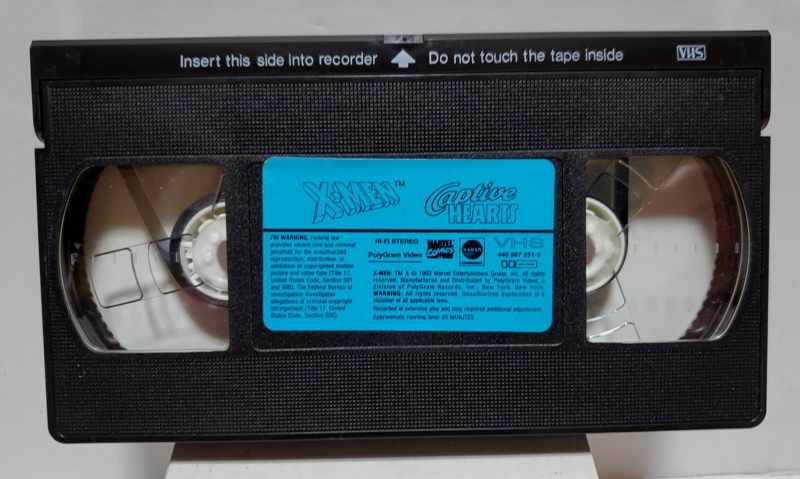 Insert this side into recorder Do not touch the tape inside VHS
X-MEN™ Captive HEARTS
FBI WARNING: Federal law
provides severe civil and criminal
penalties for the unauthorized
reproduction, distribution, or
exhibition of copyrighted motion
picture and video tape (Title 17,
United States Code, Section 501
and 506). The Federal Bureau of
Investigation investigates
allegations of criminal copyright
infringement (Title 17, United
States Code, Section 506).
HI-FI STEREO
PolyGram Video
MARVEL COMICS
SABAN
VHS
440 087 251-3
X-MEN: TM & © 1993 Marvel Entertainment Group, Inc. All rights
reserved. Manufactured and Distributed by PolyGram Video, a
division of PolyGram Records, Inc., New York, New York
WARNING: All rights reserved. Unauthorized duplication is a
violation of all applicable laws.
Recorded in extended play and may required additional adjustment.
Approximate running time: 25 MINUTES